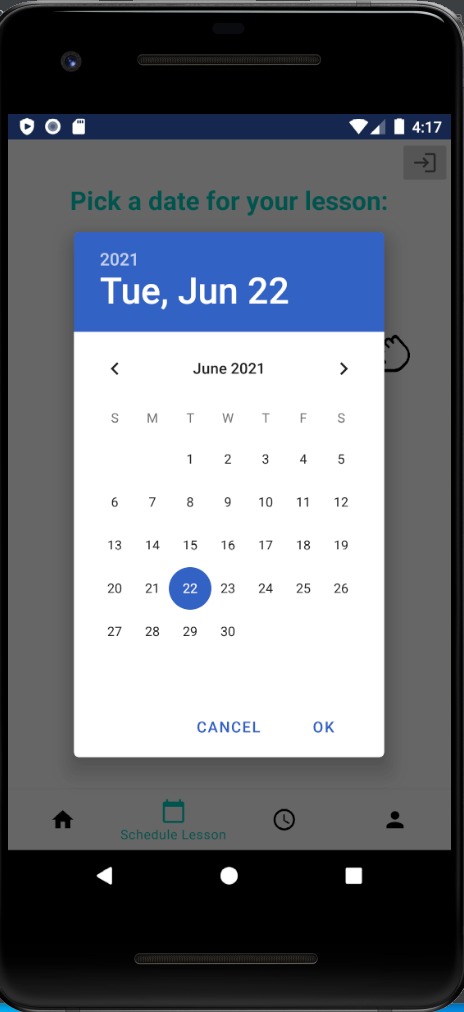 4:17
Pick a date for your lesson:
2021
Tue, Jun 22
June 2021
S M T W T F S
1 2 3 4 5
6 7 8 9 10 11 12
13 14 15 16 17 18 19
20 21 22 23 24 25 26
27 28 29 30
CANCEL OK
Schedule Lesson